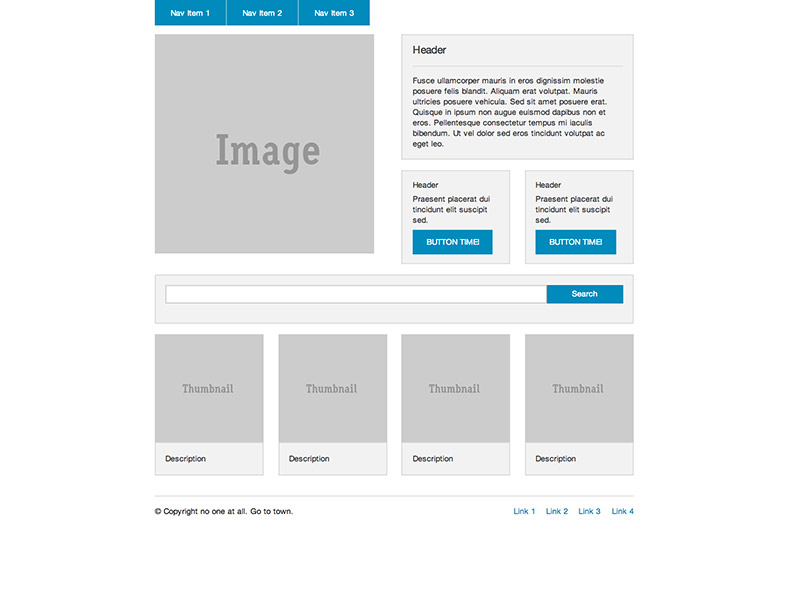 Nav Item 1 Nav Item 2 Nav Item 3
Image
Header
Fusce ullamcorper mauris in eros dignissim molestie
posuere felis blandit. Aliquam erat volutpat. Mauris
ultricies posuere vehicula. Sed sit amet posuere erat.
Quisque in ipsum non augue euismod dapibus non et
eros. Pellentesque consectetur tempus mi iaculis
bibendum. Ut vel dolor sed eros tincidunt volutpat ac
eget leo.
Header
Praesent placerat dui
tincidunt elit suscipit
sed.
BUTTON TIME!
Header
Praesent placerat dui
tincidunt elit suscipit
sed.
BUTTON TIME!
Search
Thumbnail
Thumbnail
Thumbnail
Thumbnail
Description
Description
Description
Description
© Copyright no one at all. Go to town.
Link 1 Link 2 Link 3 Link 4